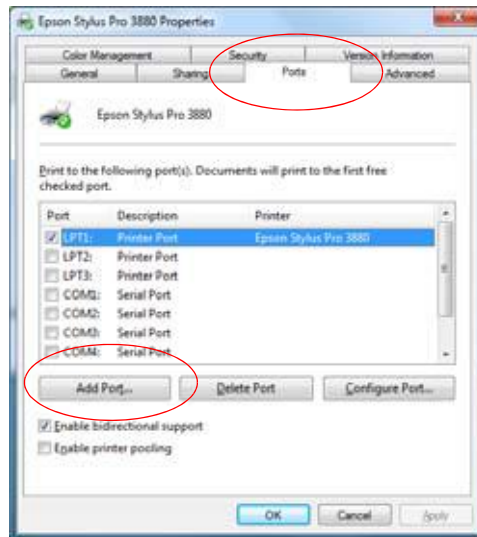 Epson Stylus Pro 3880 Properties
Color Management Security Version Information
General Sharing Ports Advanced
Epson Stylus Pro 3880
Print to the following port(s). Documents will print to the first free
checked port.
Port Description Printer
LPT1: Printer Port Epson Stylus Pro 3880
LPT2: Printer Port
LPT3: Printer Port
COM1: Serial Port
COM2: Serial Port
COM3: Serial Port
COM4: Serial Port
Add Port... Delete Port Configure Port...
Enable bidirectional support
Enable printer pooling
OK Cancel Apply